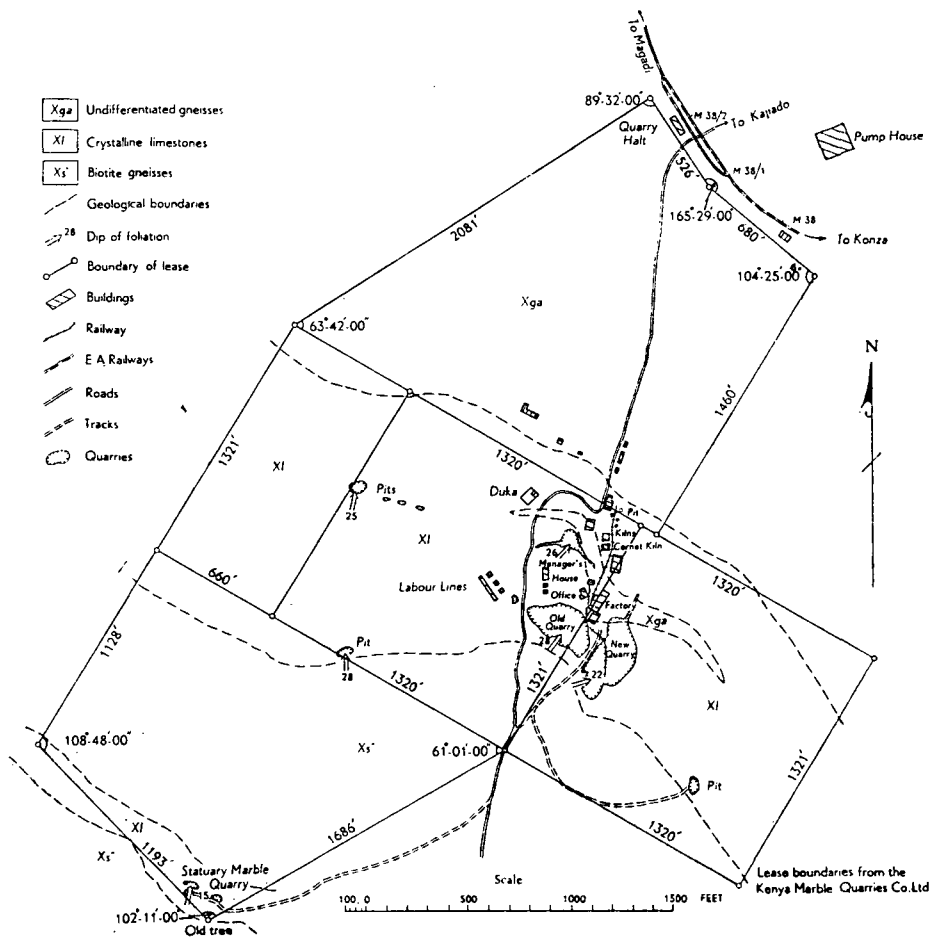 Xga Undifferentiated gneisses
Xl Crystalline limestones
Xs Biotite gneisses
Geological boundaries
28 Dip of foliation
Boundary of lease
Buildings
Railway
E A Railways
Roads
Tracks
Quarries
To Magadi
89°·32'·00"
Quarry
Halt
M 38/2
To Kajiado
Pump House
526'
M 38/1
165°·29'·00"
M 38
680'
To Konza
104°·25'·00"
2081'
Xga
63°·42'·00"
N
1460'
1321'
Xl
1320'
Pits
25
Duka
Pit
Xl
Kilns
Garnet Kiln
26
Manager's
House
Office
Labour Lines
Factory
1320'
660'
Old
Quarry
Xga
New
Quarry
28
22
1128'
Pit
28
1320'
1321'
Xl
1321'
108°·48'·00"
Xs
61°·01'·00"
Pit
1320'
Xl
1193'
Xs
1686'
Statuary Marble
Quarry
15
102°·11'·00
Old tree
Scale
100. 0 500 1000 1500 FEET
Lease boundaries from the
Kenya Marble Quarries Co.Ltd